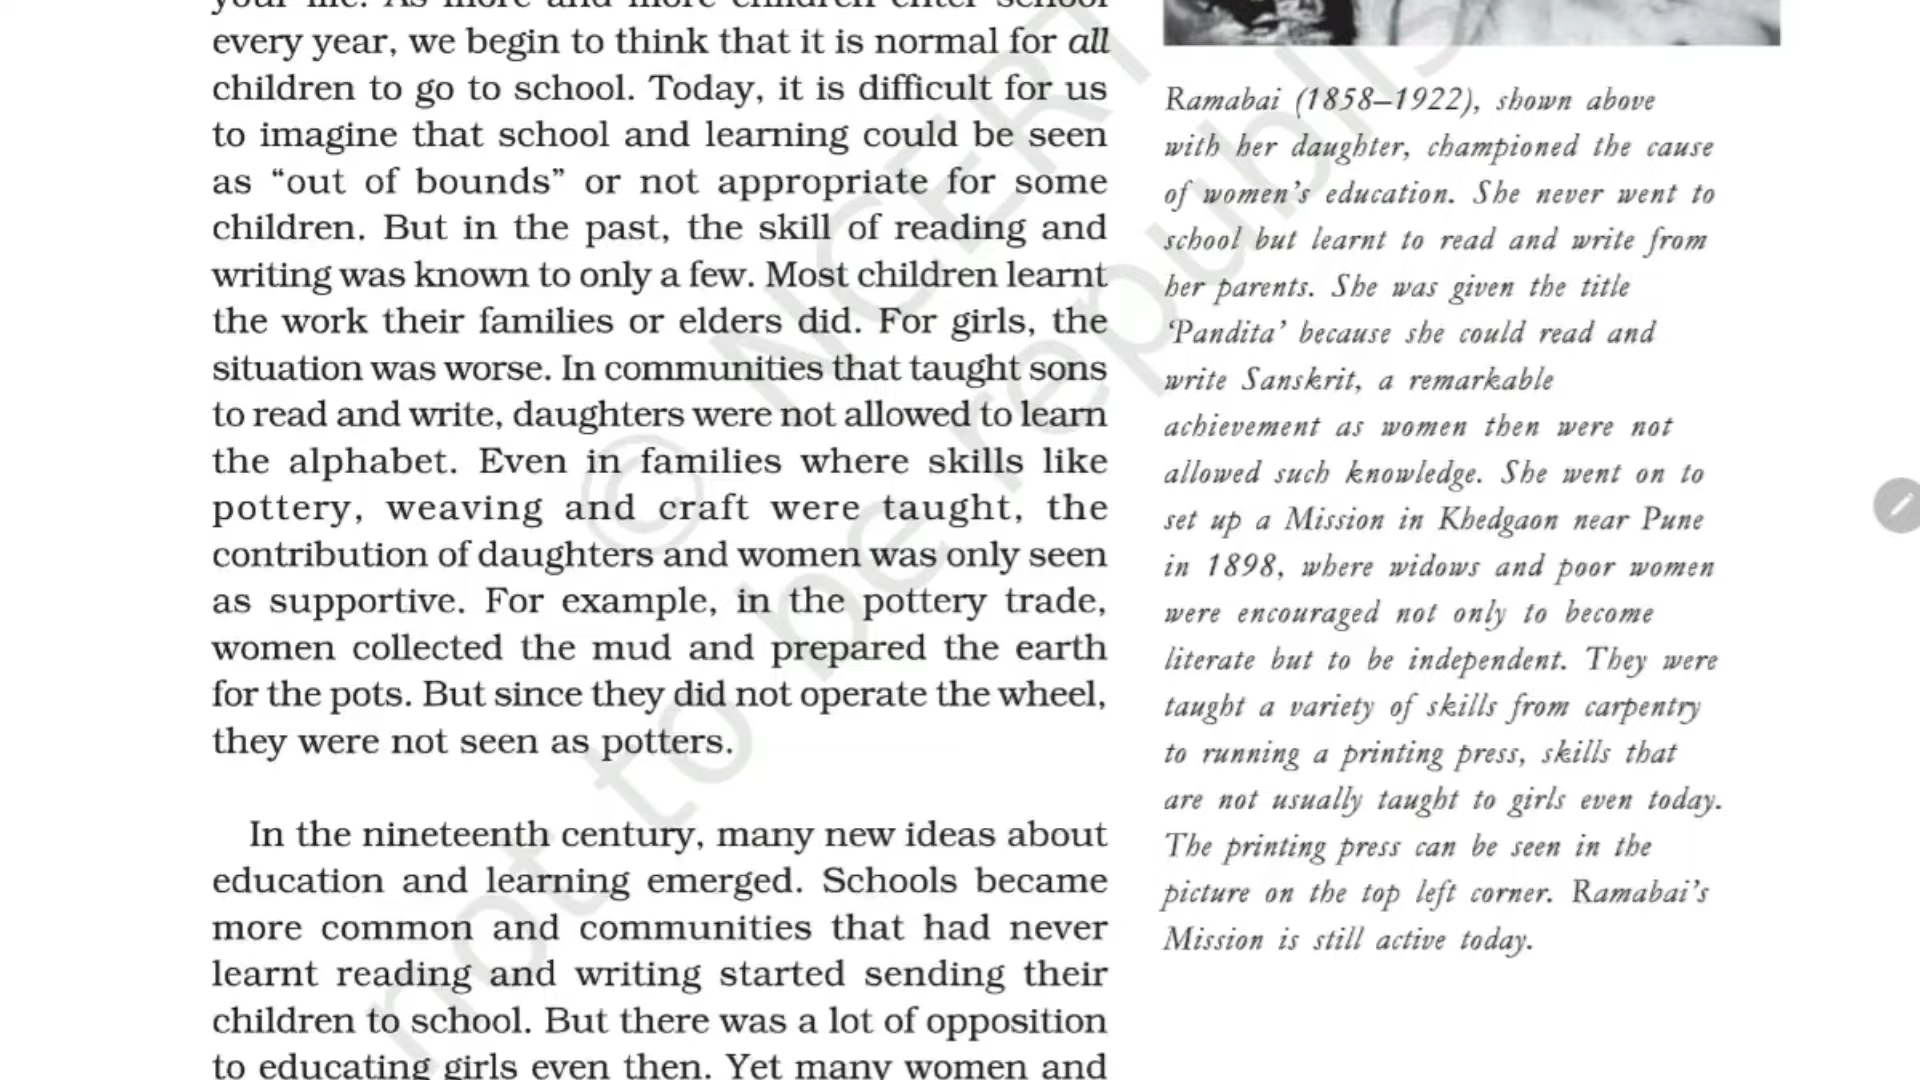 your life. As more and more children enter school
every year, we begin to think that it is normal for all
children to go to school. Today, it is difficult for us
to imagine that school and learning could be seen
as “out of bounds” or not appropriate for some
children. But in the past, the skill of reading and
writing was known to only a few. Most children learnt
the work their families or elders did. For girls, the
situation was worse. In communities that taught sons
to read and write, daughters were not allowed to learn
the alphabet. Even in families where skills like
pottery, weaving and craft were taught, the
contribution of daughters and women was only seen
as supportive. For example, in the pottery trade,
women collected the mud and prepared the earth
for the pots. But since they did not operate the wheel,
they were not seen as potters.
In the nineteenth century, many new ideas about
education and learning emerged. Schools became
more common and communities that had never
learnt reading and writing started sending their
children to school. But there was a lot of opposition
to educating girls even then. Yet many women and
Ramabai (1858–1922), shown above
with her daughter, championed the cause
of women’s education. She never went to
school but learnt to read and write from
her parents. She was given the title
‘Pandita’ because she could read and
write Sanskrit, a remarkable
achievement as women then were not
allowed such knowledge. She went on to
set up a Mission in Khedgaon near Pune
in 1898, where widows and poor women
were encouraged not only to become
literate but to be independent. They were
taught a variety of skills from carpentry
to running a printing press, skills that
are not usually taught to girls even today.
The printing press can be seen in the
picture on the top left corner. Ramabai’s
Mission is still active today.
© NCERT
not to be republis